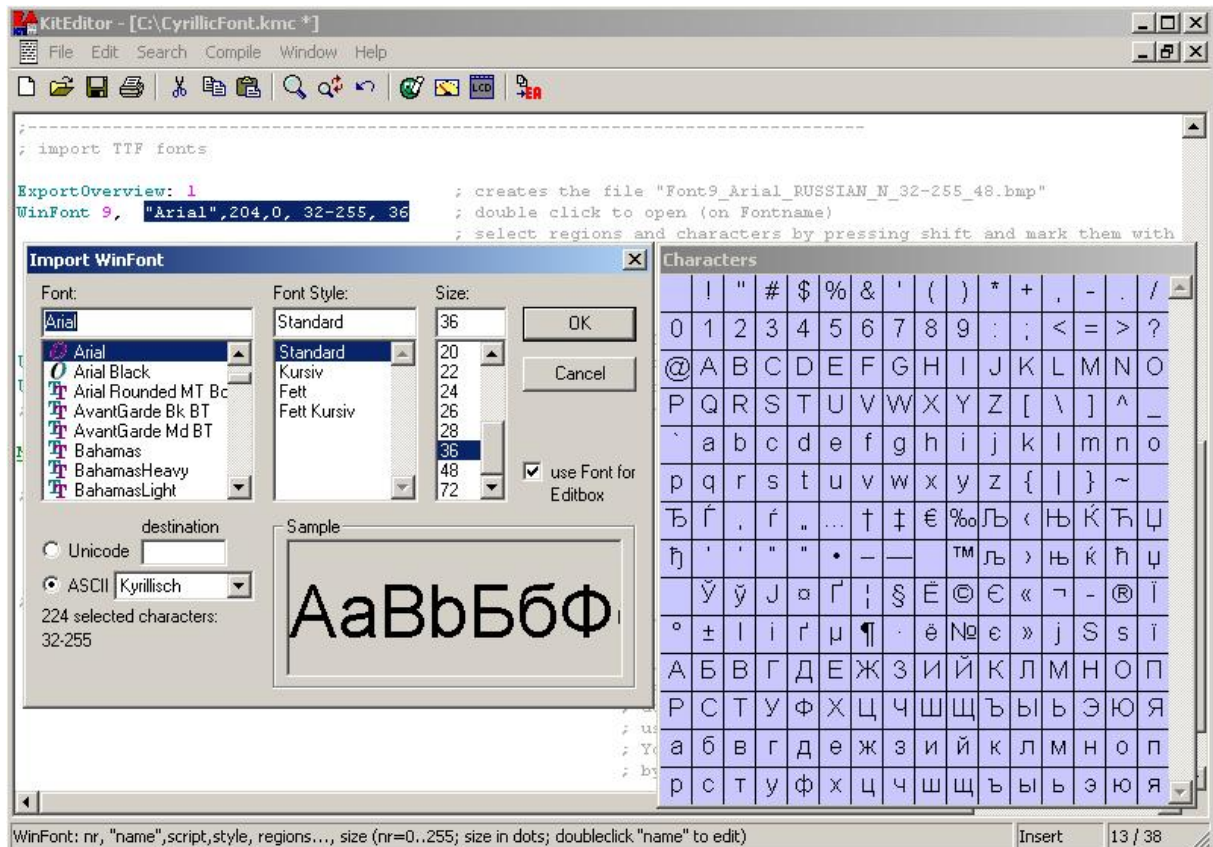 KitEditor - [C:\CyrillicFont.kmc *]
File Edit Search Compile Window Help
LCD
EA
;-----------------------------------------------------------------------------------
; import TTF fonts
ExportOverview: 1 ; creates the file "Font9_Arial_RUSSIAN_N_32-255_48.bmp"
WinFont 9, "Arial",204,0, 32-255, 36 ; double click to open (on Fontname)
; select regions and characters by pressing shift and mark them with
Import WinFont
Font: Font Style: Size:
Arial Standard 36 OK
Arial
Arial Black
Arial Rounded MT Bo
AvantGarde Bk BT
AvantGarde Md BT
Bahamas
BahamasHeavy
BahamasLight
Standard
Kursiv
Fett
Fett Kursiv
20
22
24
26
28
36
48
72
Cancel
use Font for
Editbox
destination
Unicode
ASCII Kyrillisch
224 selected characters:
32-255
Sample
AaBbБбФ
Characters
! " # $ % & ' ( ) * + , - . /
0 1 2 3 4 5 6 7 8 9 : ; < = > ?
@ A B C D E F G H I J K L M N O
P Q R S T U V W X Y Z [ \ ] ^ _
` a b c d e f g h i j k l m n o
p q r s t u v w x y z { | } ~
Ђ Ѓ ‚ ѓ „ … † ‡ € ‰ Љ ‹ Њ Ќ Ћ Џ
ђ ‘ ’ “ ” • – — ™ љ › њ ќ ћ џ
Ў ў Ј ¤ Ґ ¦ § Ё © Є « ¬ - ® Ї
° ± І і ґ µ ¶ · ё № є » ј Ѕ ѕ ї
А Б В Г Д Е Ж З И Й К Л М Н О П
Р С Т У Ф Х Ц Ч Ш Щ Ъ Ы Ь Э Ю Я
а б в г д е ж з и й к л м н о п
р с т у ф х ц ч ш щ ъ ы ь э ю я
WinFont: nr, "name",script,style, regions..., size (nr=0..255; size in dots; doubleclick "name" to edit) Insert 13 / 38